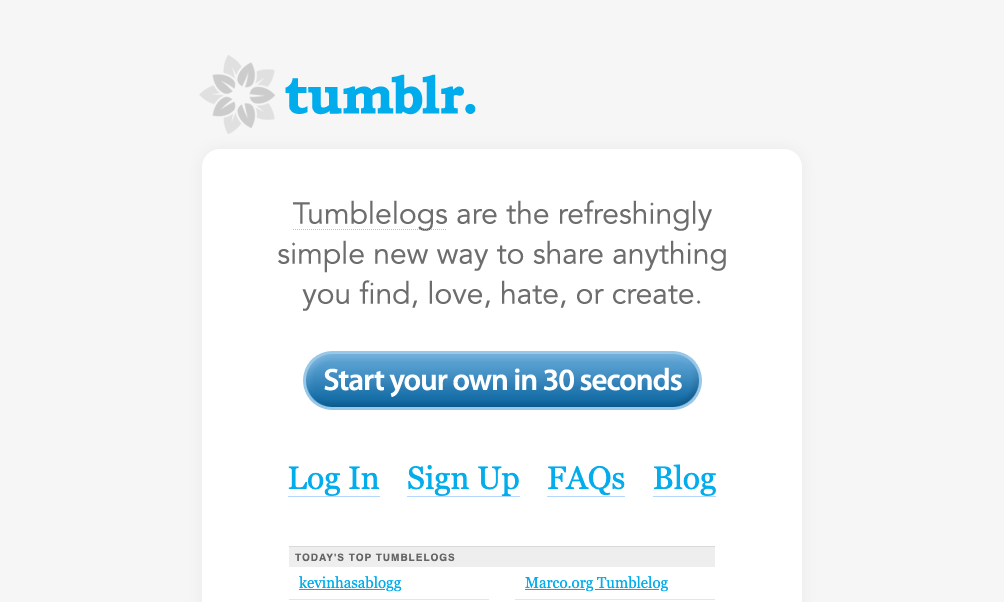 tumblr.
Tumblelogs are the refreshingly
simple new way to share anything
you find, love, hate, or create.
Start your own in 30 seconds
Log In Sign Up FAQs Blog
TODAY'S TOP TUMBLELOGS
kevinhasablogg Marco.org Tumblelog